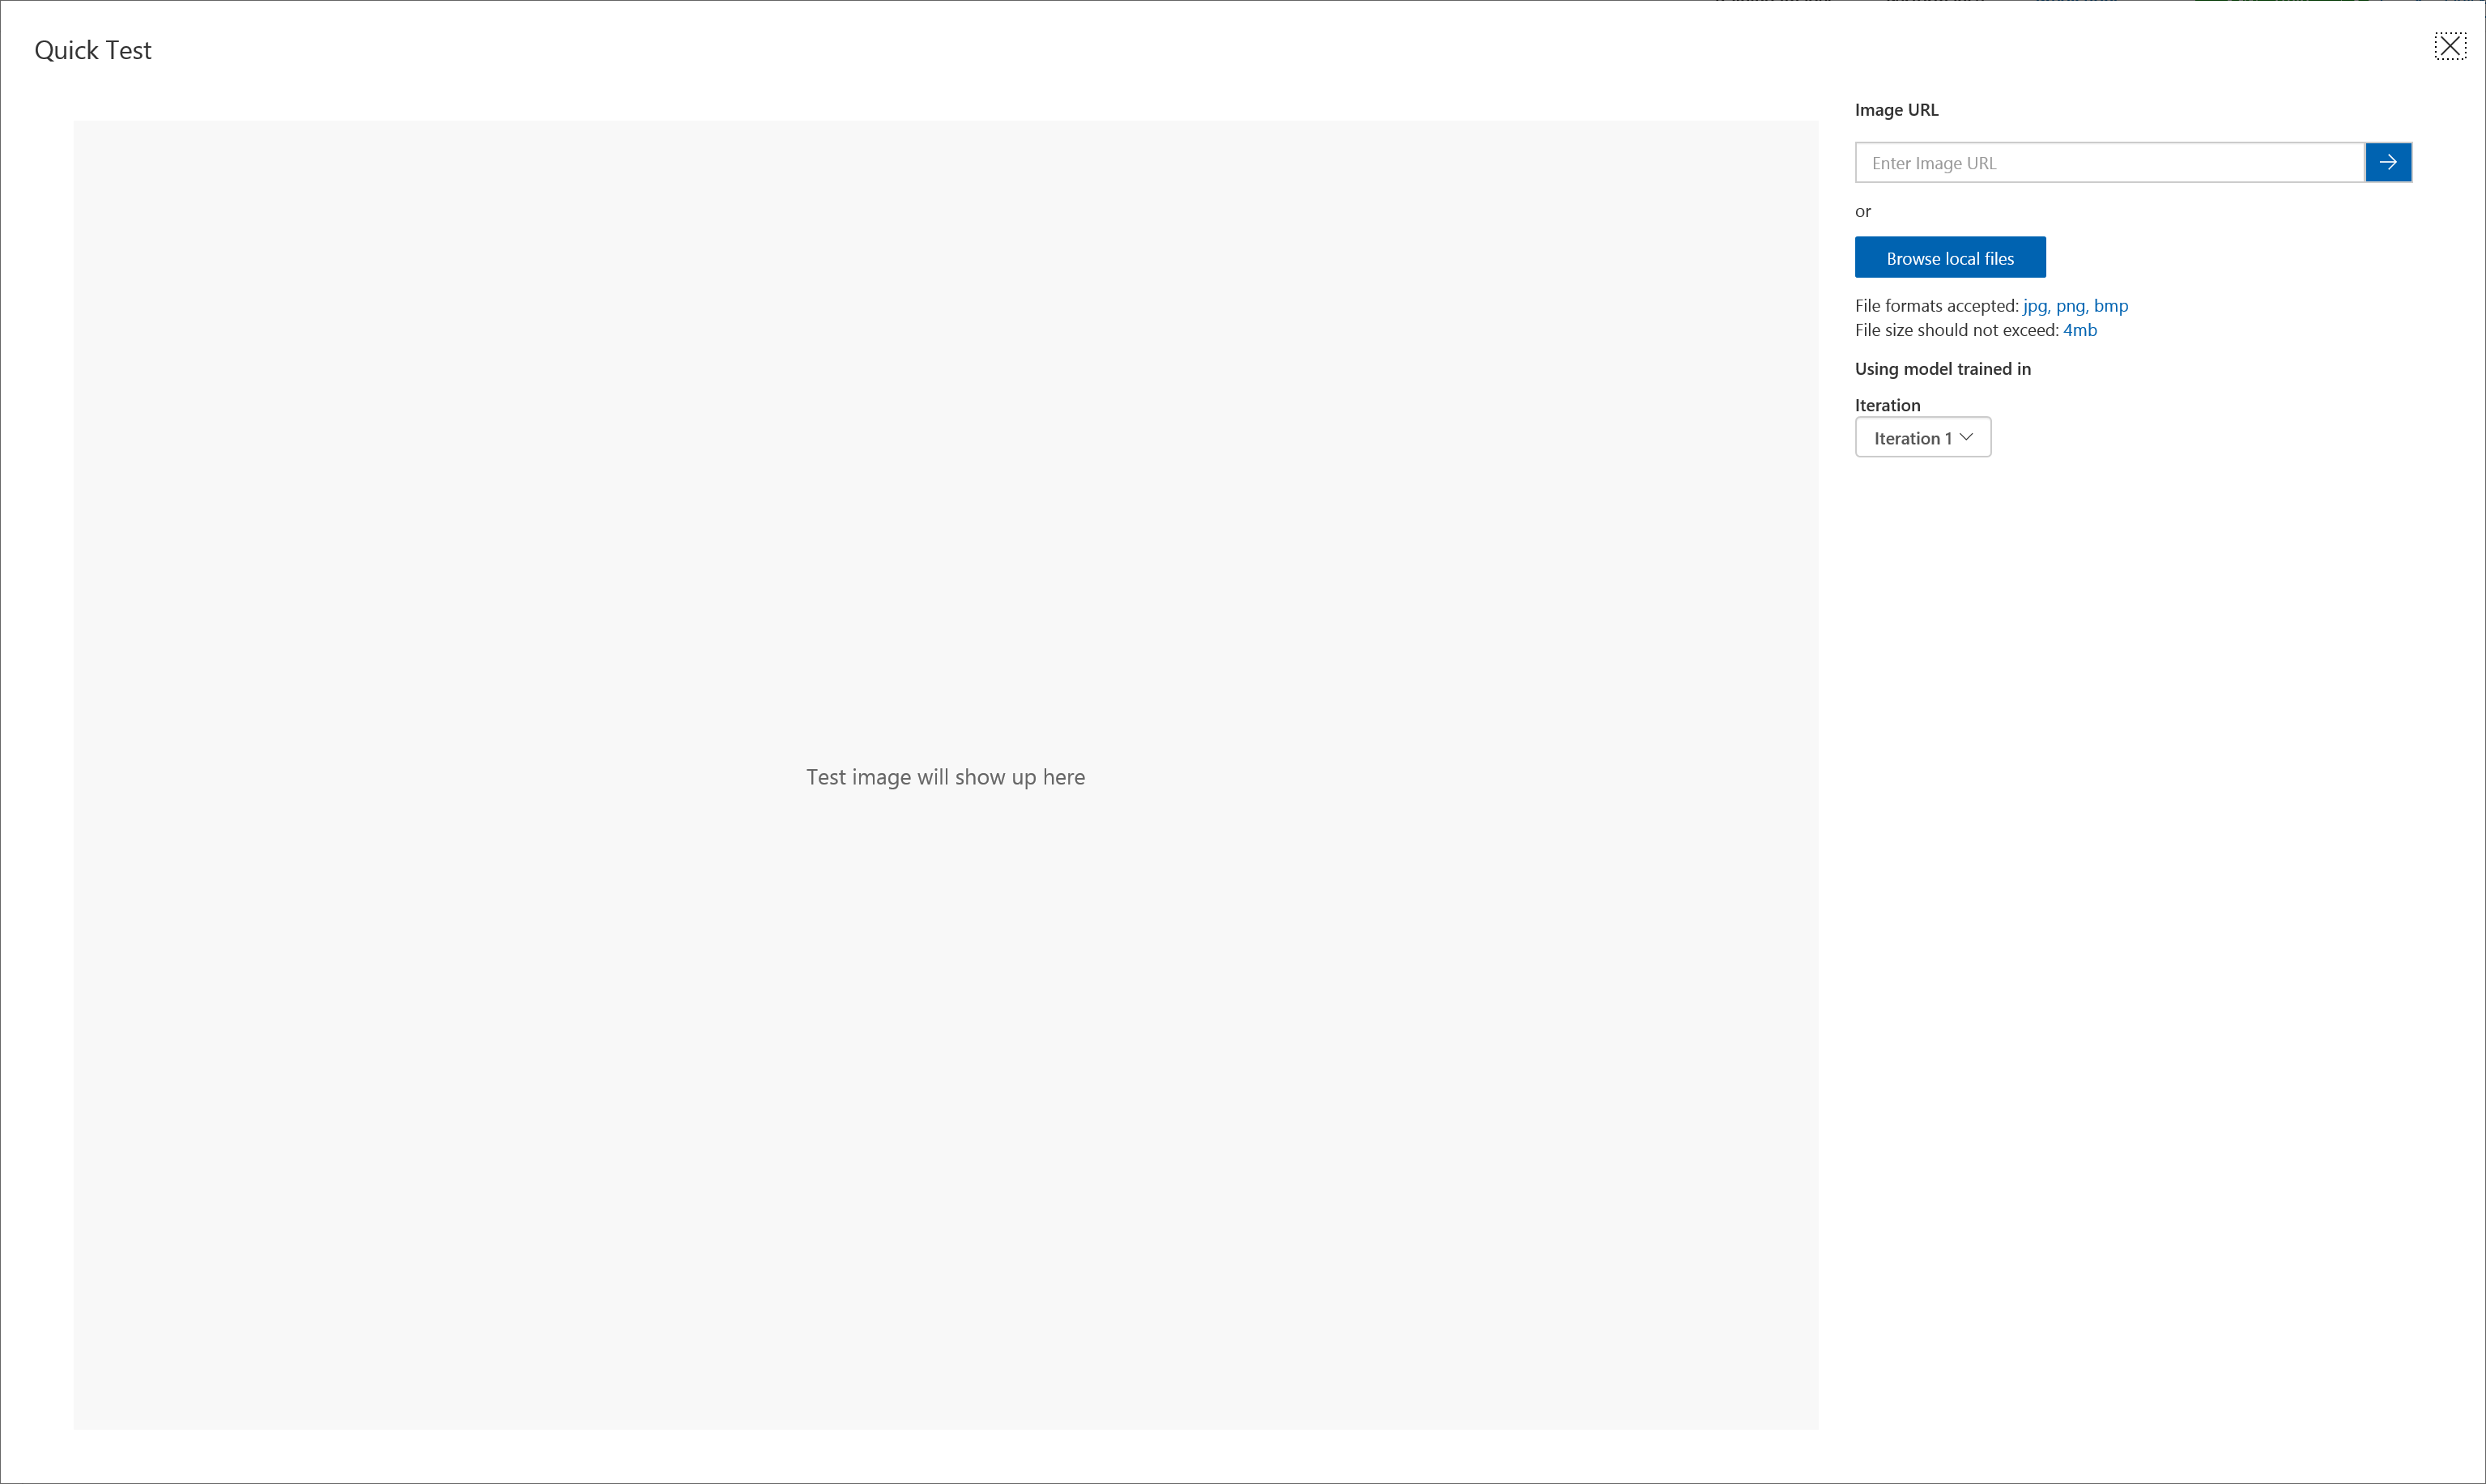 Quick Test
Image URL
Enter Image URL
or
Browse local files
File formats accepted: jpg, png, bmp
File size should not exceed: 4mb
Using model trained in
Iteration
Iteration 1
Test image will show up here